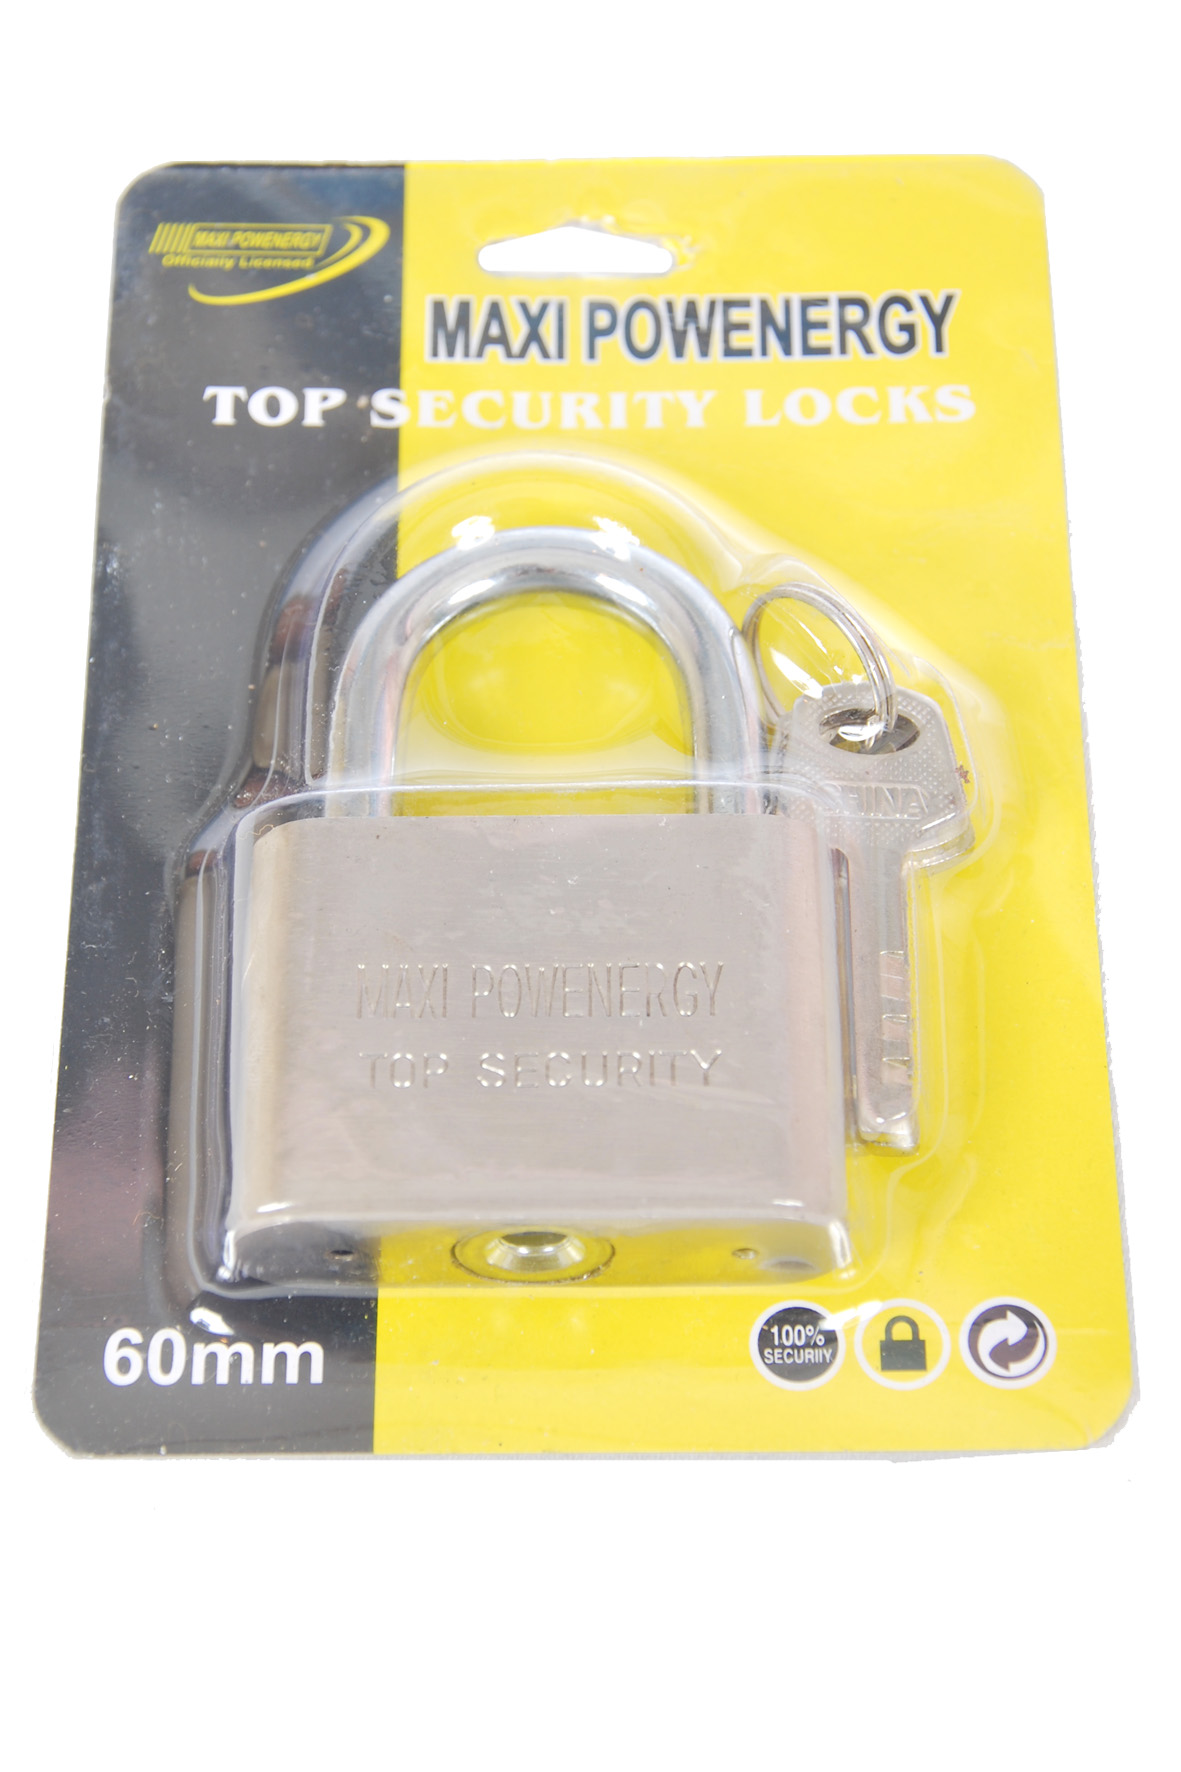 MAXI POWENERGY
Officially Licensed
MAXI POWENERGY
TOP SECURITY LOCKS
CHINA
MAXI POWENERGY
TOP SECURITY
60mm
100%
SECURIIY